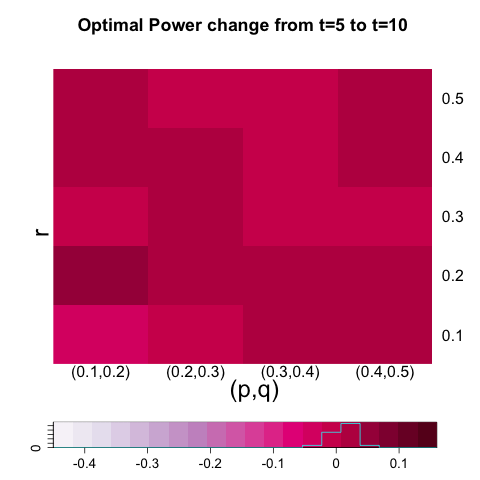 Optimal Power change from t=5 to t=10
0.5
0.4
0.3
0.2
0.1
r
(0.1,0.2) (0.2,0.3) (0.3,0.4) (0.4,0.5)
(p,q)
0
-0.4 -0.3 -0.2 -0.1 0 0.1